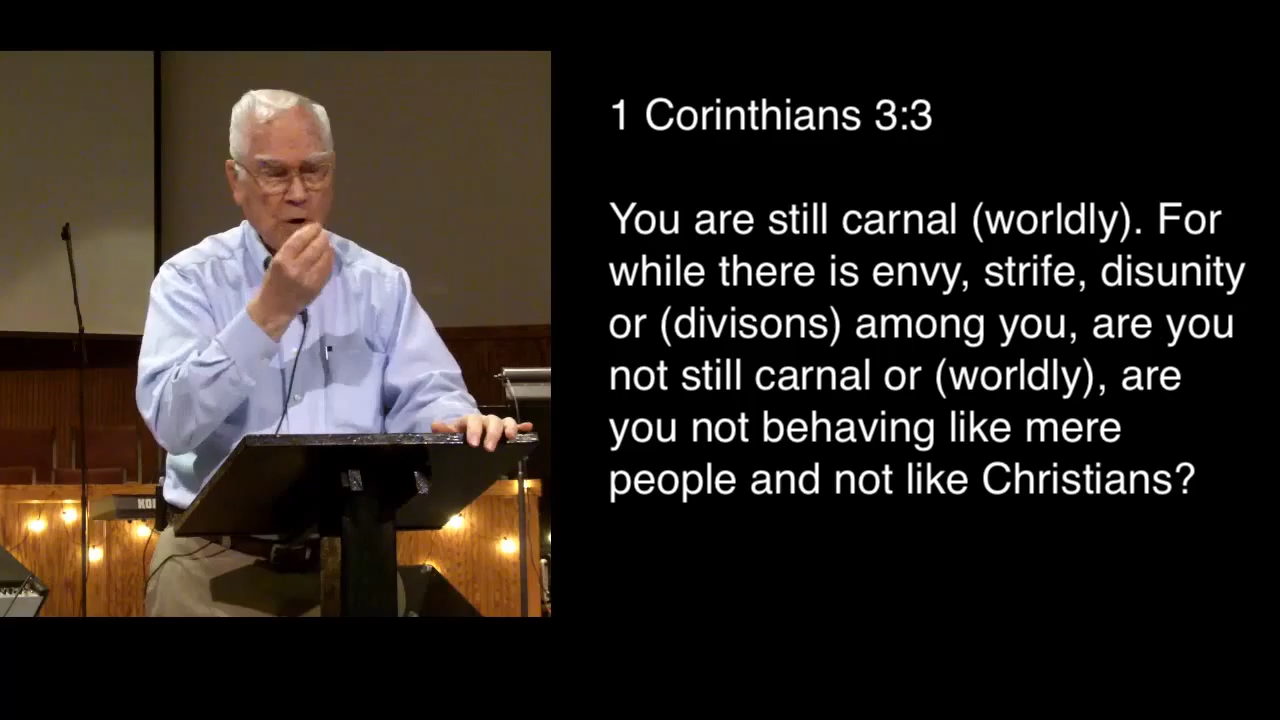 1 Corinthians 3:3
You are still carnal (worldly). For
while there is envy, strife, disunity
or (divisons) among you, are you
not still carnal or (worldly), are
you not behaving like mere
people and not like Christians?